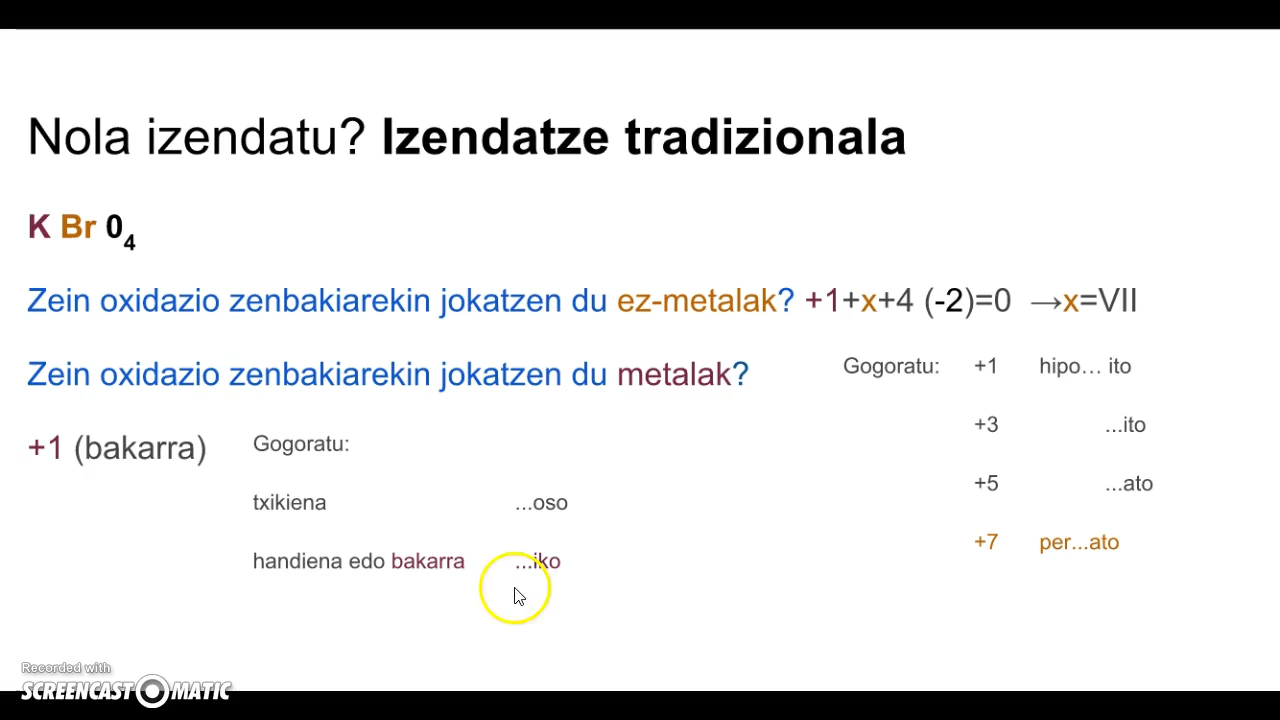 Nola izendatu? Izendatze tradizionala
K Br 0₄
Zein oxidazio zenbakiarekin jokatzen du ez-metalak? +1+x+4 (-2)=0 →x=VII
Zein oxidazio zenbakiarekin jokatzen du metalak?
Gogoratu: +1 hipo... ito
+3 ...ito
+5 ...ato
+7 per...ato
+1 (bakarra)
Gogoratu:
txikiena ...oso
handiena edo bakarra ...iko
Recorded with
SCREENCAST-O-MATIC